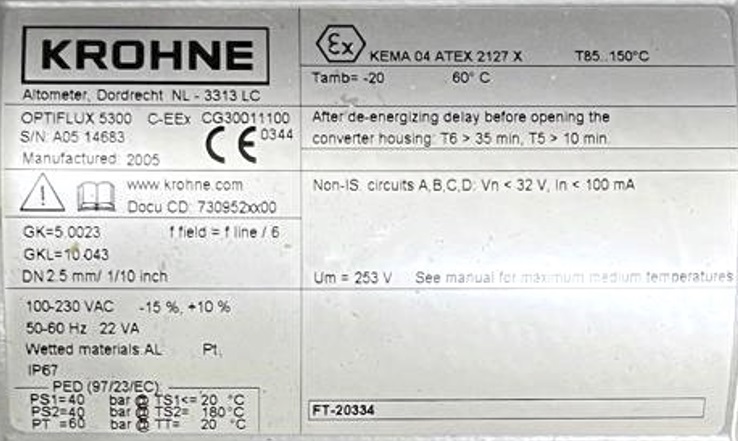 KROHNE
Altometer, Dordrecht NL - 3313 LC
OPTIFLUX 5300 C-EEx CG30011100
S/N: A05 14683 CE 0344
Manufactured: 2005
www.krohne.com
Docu CD: 730952xx00
GK=5.0023 f field = f line / 6
GKL=10.043
DN 2.5 mm/ 1/10 inch
100-230 VAC -15 %, +10 %
50-60 Hz 22 VA
Wetted materials:AL Pt,
IP67
PED (97/23/EC)
PS1=40 bar @ TS1<= 20 °C
PS2=40 bar @ TS2= 180°C
PT =60 bar @ TT= 20 °C
Ex KEMA 04 ATEX 2127 X T85..150°C
Tamb= -20 60° C
After de-energizing delay before opening the
converter housing: T6 > 35 min, T5 > 10 min.
Non-IS. circuits A,B,C,D: Vn < 32 V, In < 100 mA
Um = 253 V See manual for maximum medium temperatures
FT-20334